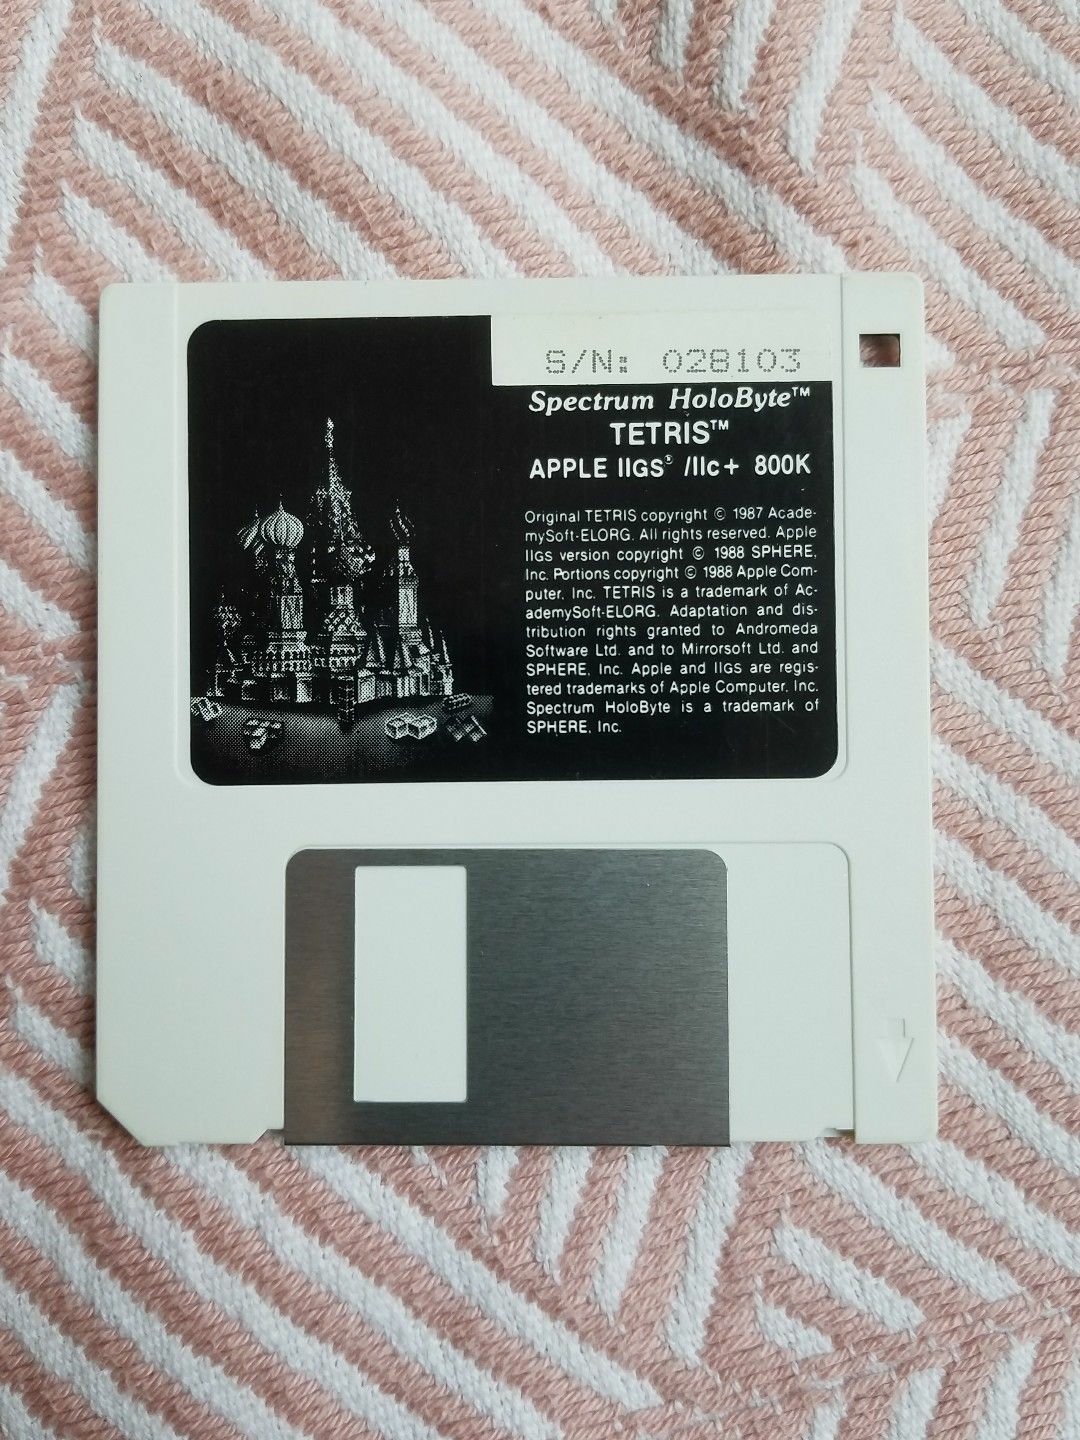 S/N: 028103
Spectrum HoloByte™
TETRIS™
APPLE IIGS® /IIc+ 800K
Original TETRIS copyright © 1987 Acade-
mySoft-ELORG. All rights reserved. Apple
IIGS version copyright © 1988 SPHERE,
Inc. Portions copyright © 1988 Apple Com-
puter, Inc. TETRIS is a trademark of Ac-
ademySoft-ELORG. Adaptation and dis-
tribution rights granted to Andromeda
Software Ltd. and to Mirrorsoft Ltd. and
SPHERE, Inc. Apple and IIGS are regis-
tered trademarks of Apple Computer, Inc.
Spectrum HoloByte is a trademark of
SPHERE, Inc.